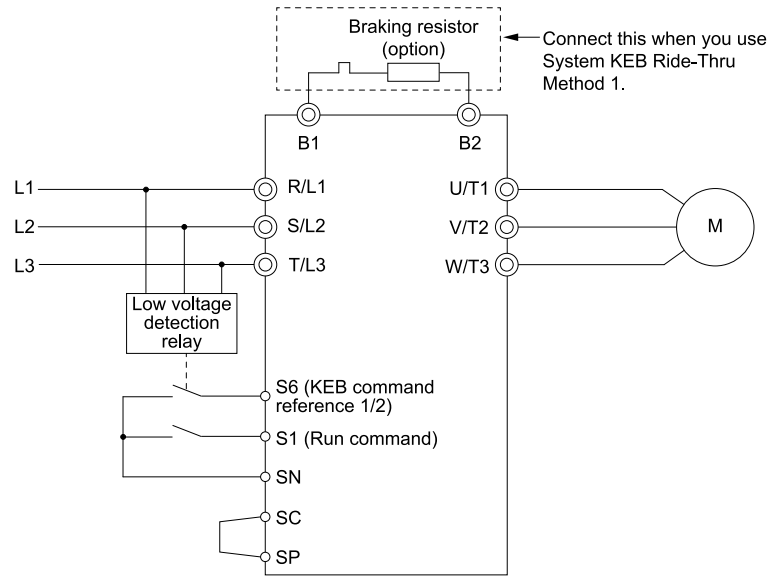 Braking resistor
(option)
Connect this when you use
System KEB Ride-Thru
Method 1.
B1
B2
L1
R/L1
U/T1
L2
S/L2
V/T2
M
L3
T/L3
W/T3
Low voltage
detection
relay
S6 (KEB command
reference 1/2)
S1 (Run command)
SN
SC
SP